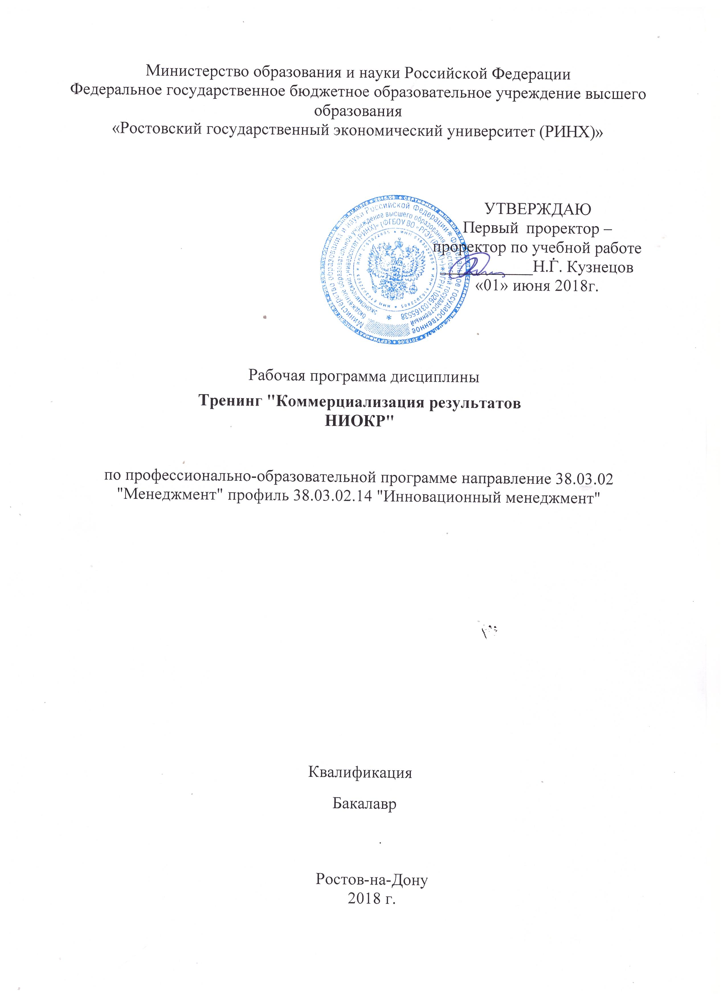 Министерство образования и науки Российской Федерации
Федеральное государственное бюджетное образовательное учреждение высшего
образования
«Ростовский государственный экономический университет (РИНХ)»
УТВЕРЖДАЮ
Первый проректор –
проректор по учебной работе
Н.Г. Кузнецов
«01» июня 2018г.
Министерство образования и науки Российской Федерации * Федеральное государственное
бюджетное образовательное учреждение высшего образования «Ростовский государственный
экономический университет (РИНХ)» (ФГБОУ ВО «РГЭУ (РИНХ)») * ОГРН 1026103165538 *
Рабочая программа дисциплины
Тренинг "Коммерциализация результатов
НИОКР"
по профессионально-образовательной программе направление 38.03.02
"Менеджмент" профиль 38.03.02.14 "Инновационный менеджмент"
Квалификация
Бакалавр
Ростов-на-Дону
2018 г.